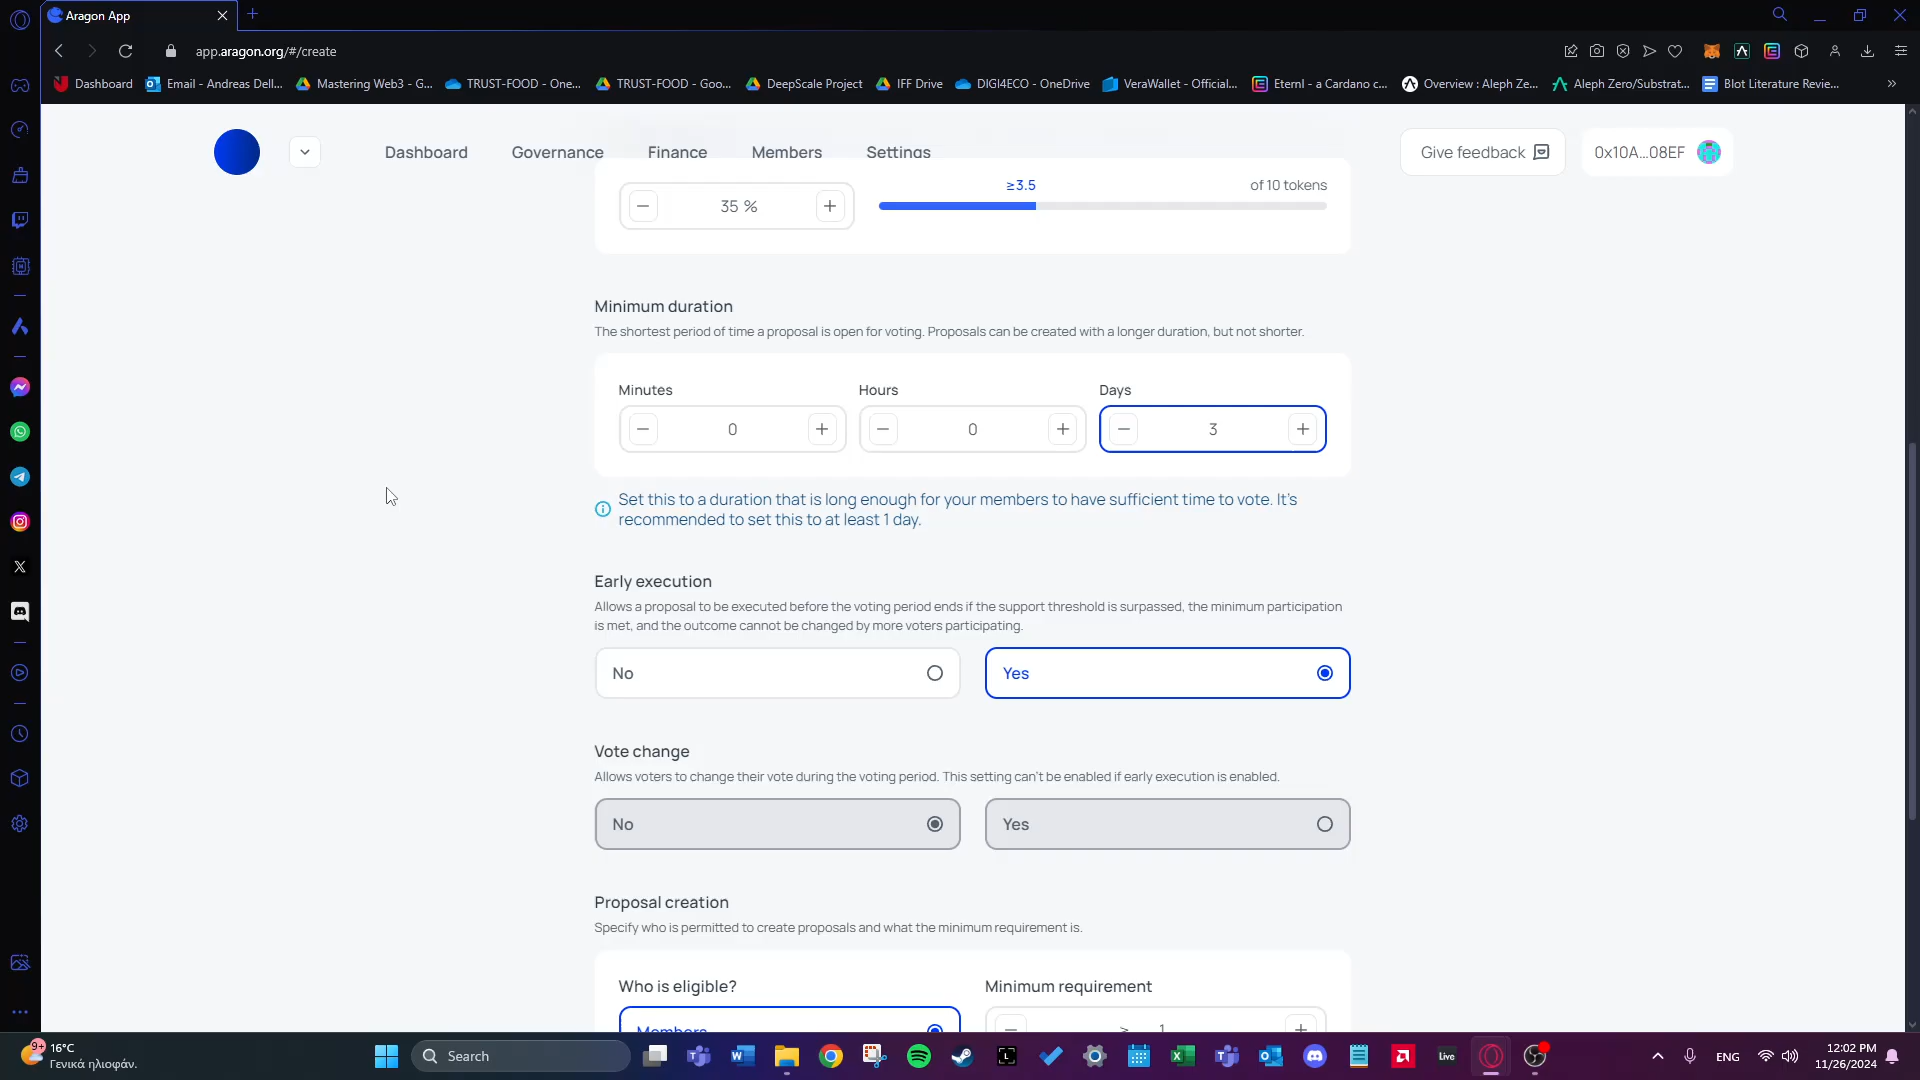 Aragon App
app.aragon.org/#/create
Dashboard
Email - Andreas Dell...
Mastering Web3 - G...
TRUST-FOOD - One...
TRUST-FOOD - Goo...
DeepScale Project
IFF Drive
DIGI4ECO - OneDrive
VeraWallet - Official...
Eternl - a Cardano c...
Overview : Aleph Ze...
Aleph Zero/Substrat...
Blot Literature Revie...
Dashboard
Governance
Finance
Members
Settings
Give feedback
0x10A...08EF
≥3.5
of 10 tokens
35 %
Minimum duration
The shortest period of time a proposal is open for voting. Proposals can be created with a longer duration, but not shorter.
Minutes
Hours
Days
0
0
3
Set this to a duration that is long enough for your members to have sufficient time to vote. It's
recommended to set this to at least 1 day.
Early execution
Allows a proposal to be executed before the voting period ends if the support threshold is surpassed, the minimum participation
is met, and the outcome cannot be changed by more voters participating.
No
Yes
Vote change
Allows voters to change their vote during the voting period. This setting can't be enabled if early execution is enabled.
No
Yes
Proposal creation
Specify who is permitted to create proposals and what the minimum requirement is.
Who is eligible?
Minimum requirement
Members
≥ 1
9+
16°C
Γενικά ηλιοφάν.
Search
Live
ENG
12:02 PM
11/26/2024